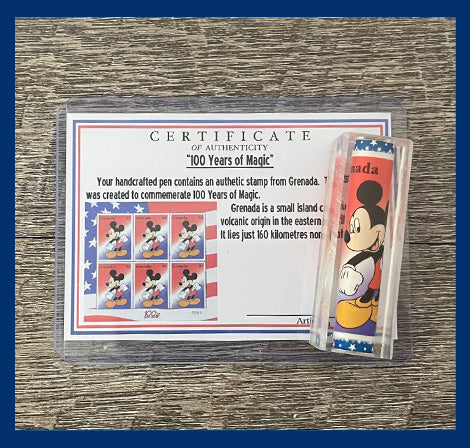 CERTIFICATE
OF AUTHENTICITY
"100 Years of Magic"
Your handcrafted pen contains an authetic stamp from Grenada. T
was created to commemorate 100 Years of Magic.
Grenada is a small island c
volcanic origin in the eastern
It lies just 160 kilometres nor
Arti
nada